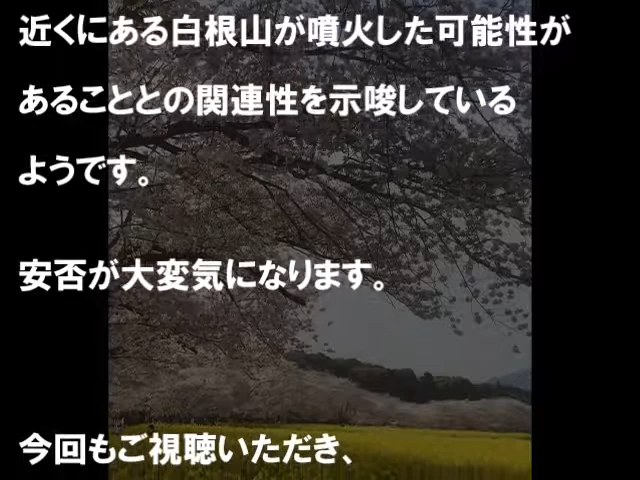 近くにある白根山が噴火した可能性が
あることとの関連性を示唆している
ようです。
安否が大変気になります。
今回もご視聴いただき、